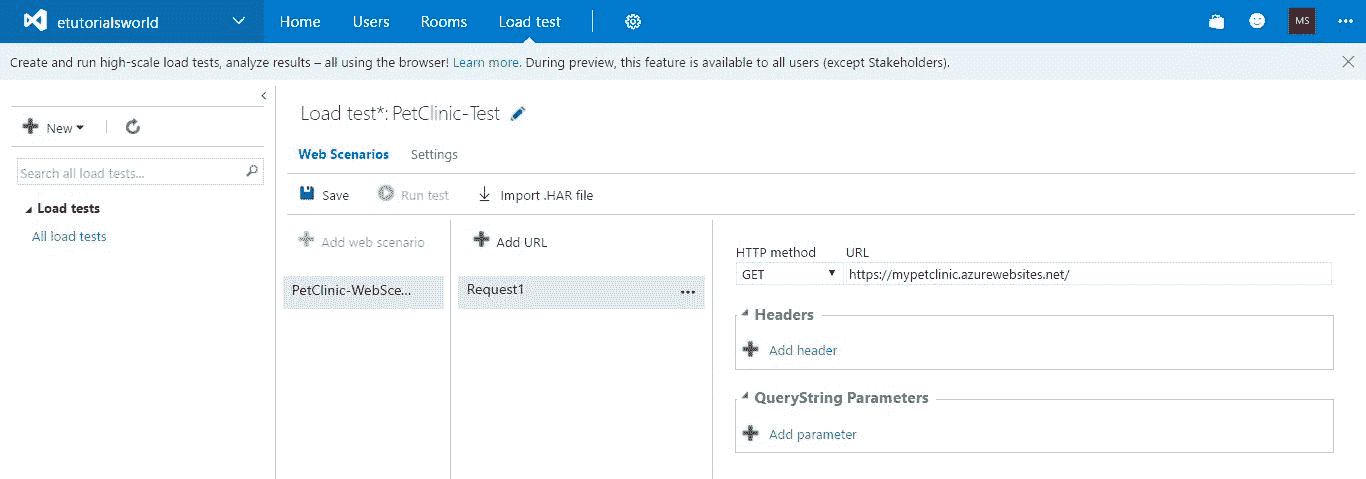 etutorialsworld Home Users Rooms Load test MS
Create and run high-scale load tests, analyze results – all using the browser! Learn more. During preview, this feature is available to all users (except Stakeholders).
New
Search all load tests...
Load tests
All load tests
Load test*: PetClinic-Test
Web Scenarios Settings
Save Run test Import .HAR file
Add web scenario
PetClinic-WebSce...
Add URL
Request1
HTTP method URL
GET https://mypetclinic.azurewebsites.net/
Headers
Add header
QueryString Parameters
Add parameter